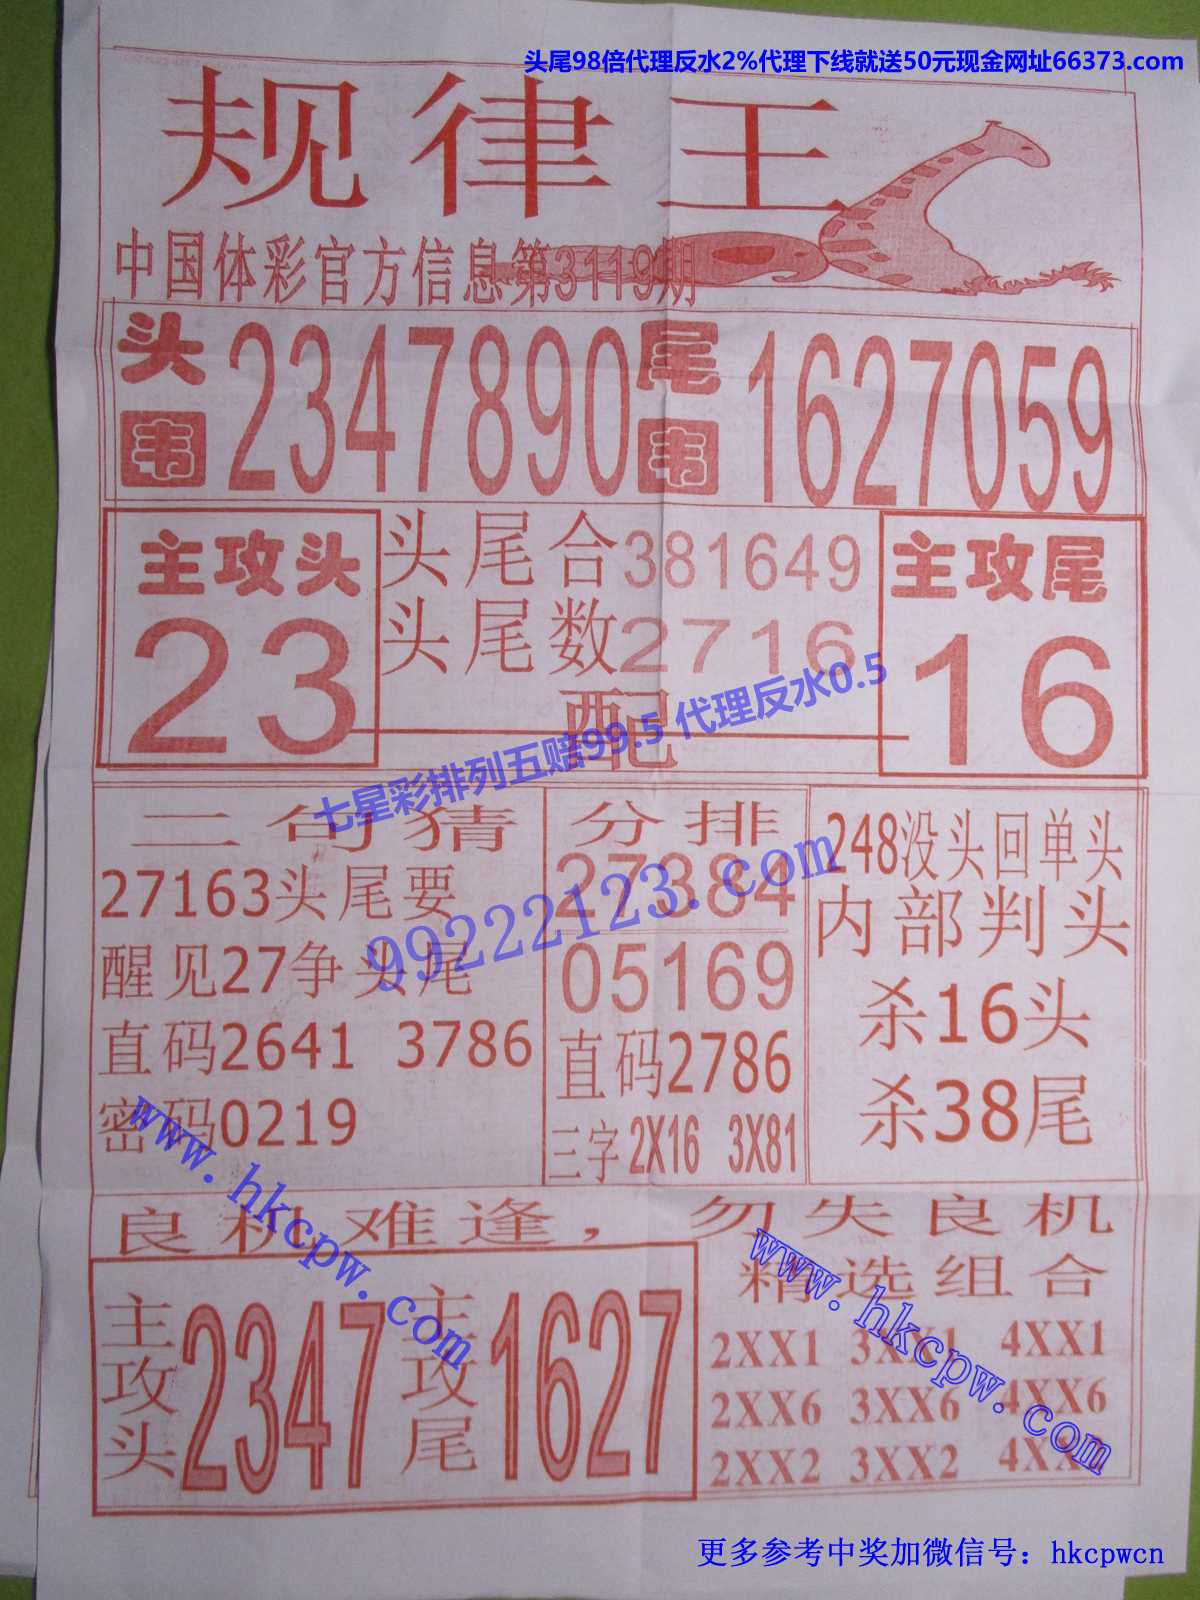 头尾98倍代理反水2%代理下线就送50元现金网址66373.com
规律王
中国体彩官方信息第3119期
头韦 2347890 尾韦 1627059
主攻头 23
头尾合381649
头尾数2716
配
主攻尾 16
七星彩排列五赔99.5 代理反水0.5
99222123.com
二句猜
27163头尾要
醒见27争头尾
直码2641 3786
密码0219
分排
27384
05169
直码2786
三字 2X16 3X81
248没头回单头
内部判头
杀16头
杀38尾
www.hkcpw.com
良机难逢，勿失良机
主攻头 2347 主攻尾 1627
精选组合
2XX1 3XX1 4XX1
2XX6 3XX6 4XX6
2XX2 3XX2
www.hkcpw.com
更多参考中奖加微信号：hkcpwcn